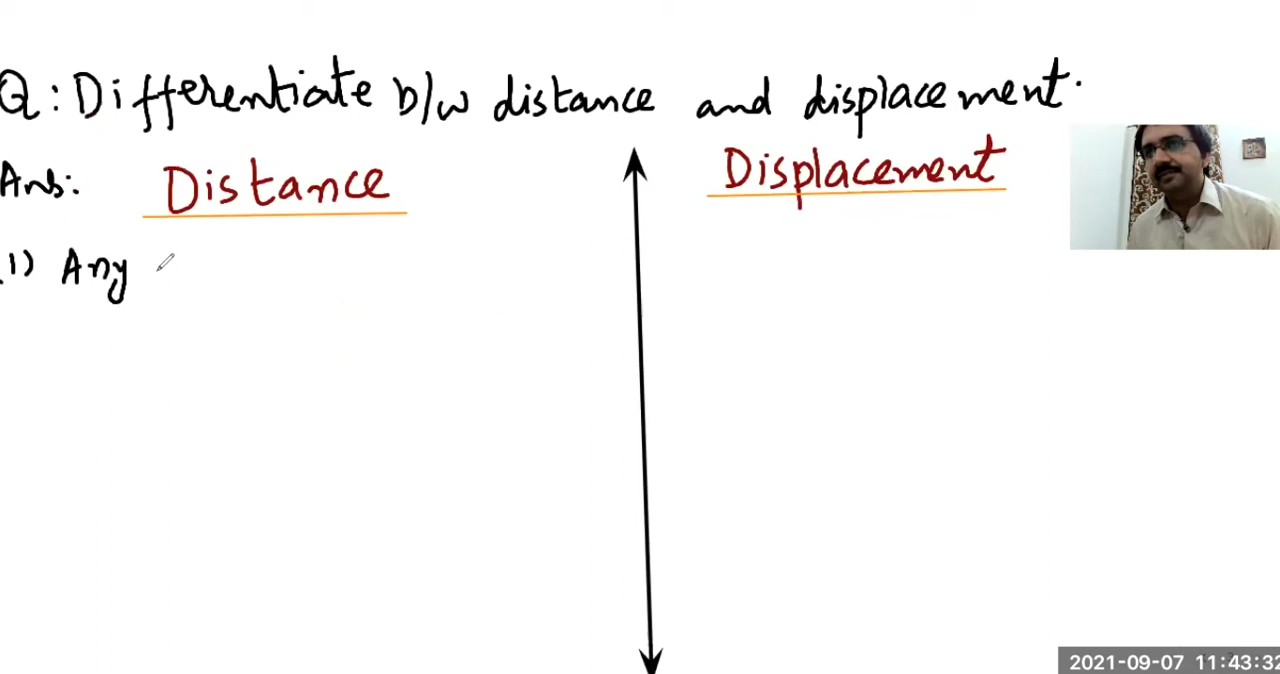 Q: Differentiate b/w distance and displacement.
Ans: Distance Displacement
(1) Any
2021-09-07 11:43:32